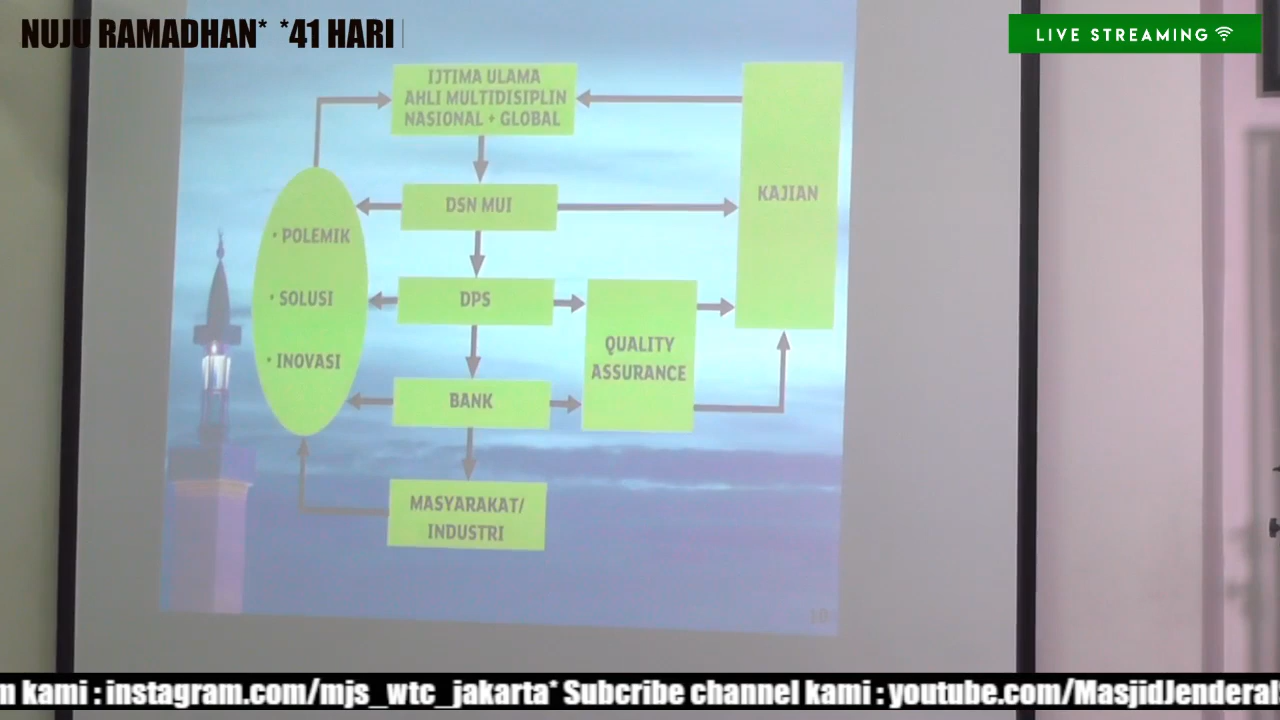 NUJU RAMADHAN* *41 HARI
LIVE STREAMING
IJTIMA ULAMA
AHLI MULTIDISIPLIN
NASIONAL + GLOBAL
KAJIAN
DSN MUI
• POLEMIK
• SOLUSI
• INOVASI
DPS
QUALITY
ASSURANCE
BANK
MASYARAKAT/
INDUSTRI
10
m kami : instagram.com/mjs_wtc_jakarta* Subcribe channel kami : youtube.com/MasjidJenderal